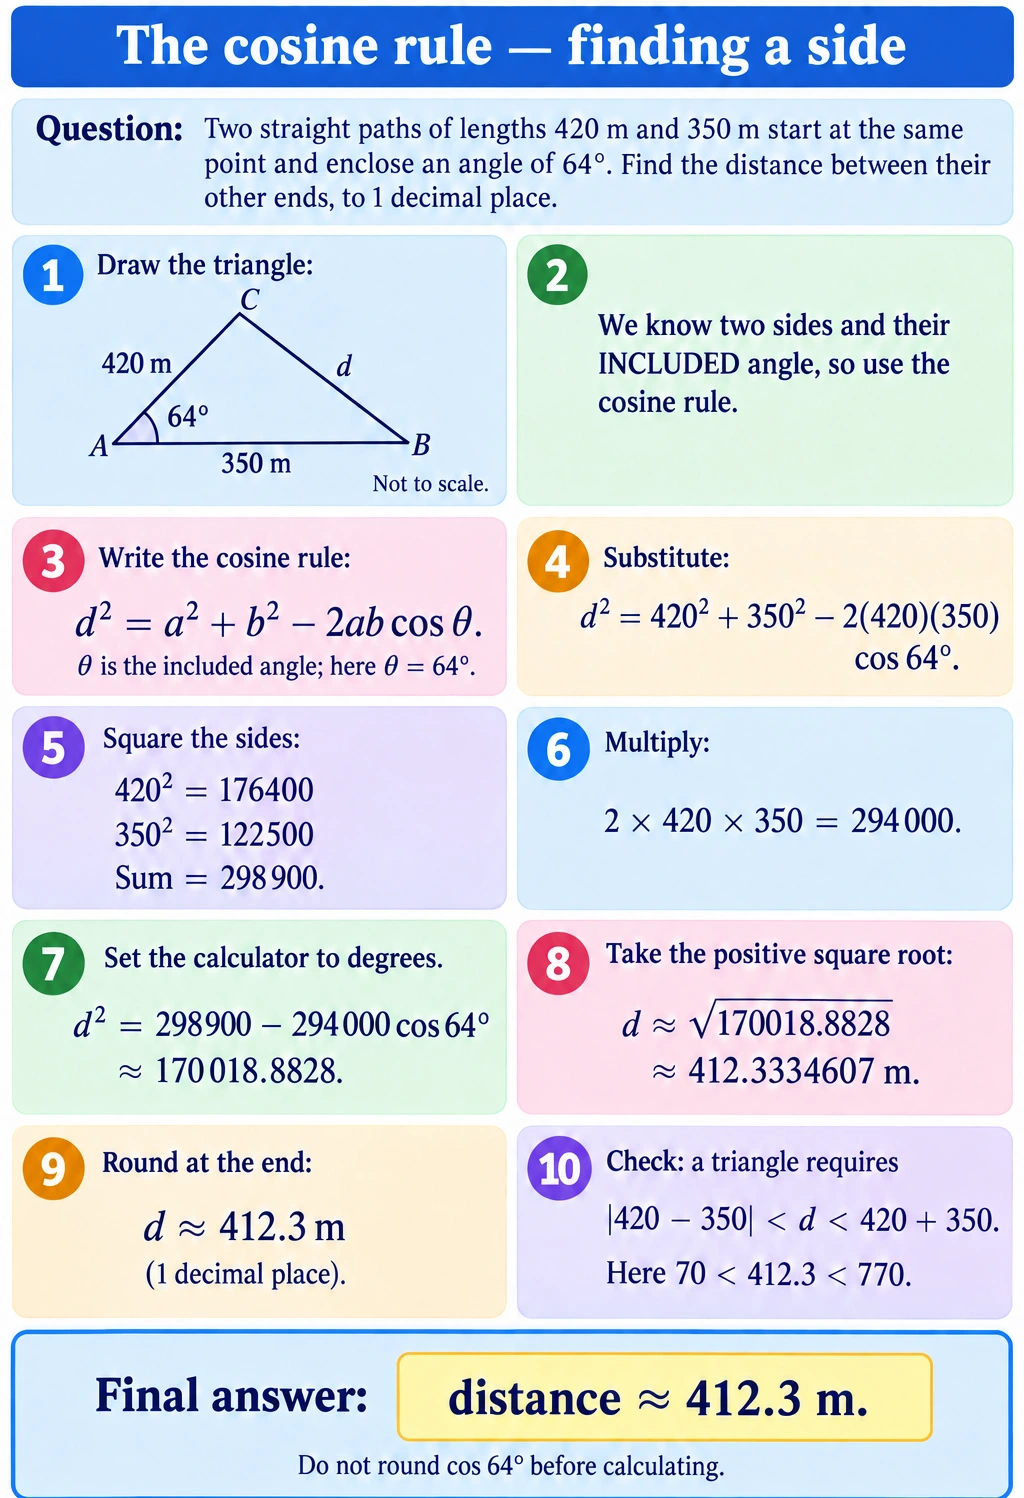 The cosine rule — finding a side
Question: Two straight paths of lengths 420 m and 350 m start at the same
point and enclose an angle of 64°. Find the distance between their
other ends, to 1 decimal place.
1 Draw the triangle:
C
420 m
d
64°
A
B
350 m
Not to scale.
2
We know two sides and their
INCLUDED angle, so use the
cosine rule.
3 Write the cosine rule:
d² = a² + b² − 2ab cos θ.
θ is the included angle; here θ = 64°.
4 Substitute:
d² = 420² + 350² − 2(420)(350)
cos 64°.
5 Square the sides:
420² = 176400
350² = 122500
Sum = 298900.
6 Multiply:
2 × 420 × 350 = 294000.
7 Set the calculator to degrees.
d² = 298900 − 294000 cos 64°
≈ 170018.8828.
8 Take the positive square root:
d ≈ √170018.8828
≈ 412.3334607 m.
9 Round at the end:
d ≈ 412.3 m
(1 decimal place).
10 Check: a triangle requires
|420 − 350| < d < 420 + 350.
Here 70 < 412.3 < 770.
Final answer: distance ≈ 412.3 m.
Do not round cos 64° before calculating.